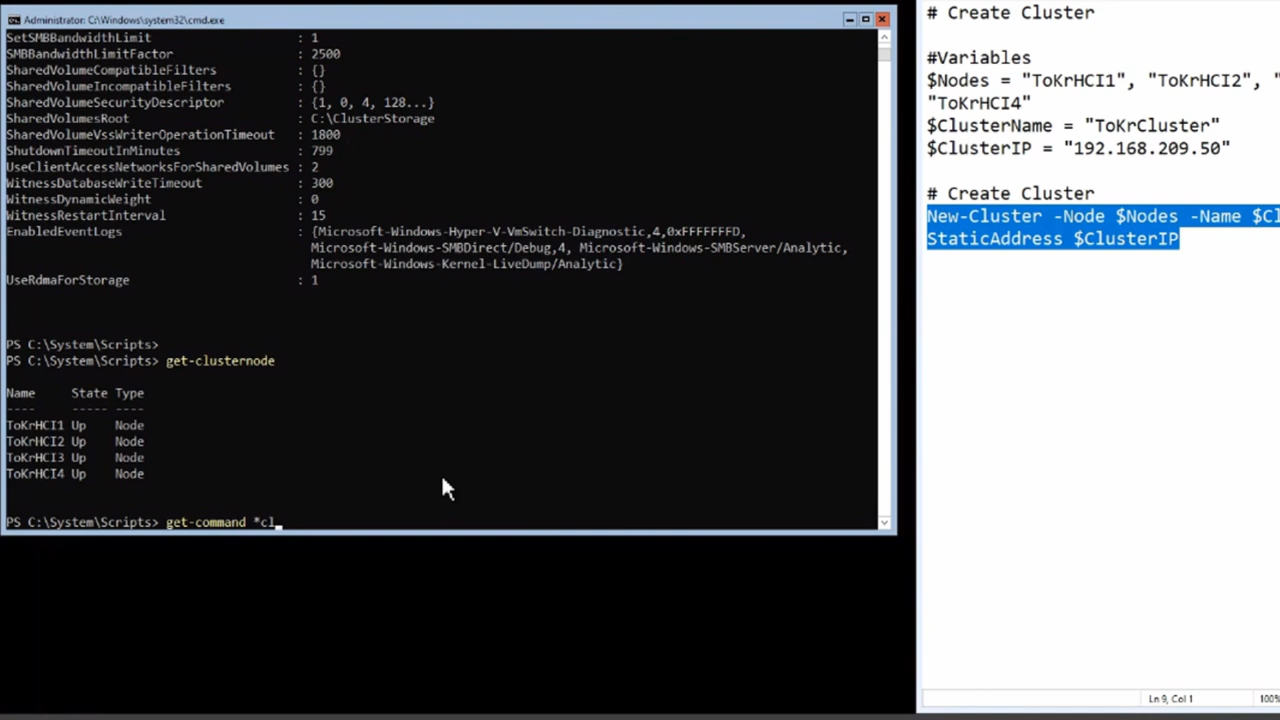 Administrator: C:\Windows\system32\cmd.exe
SetSMBBandwidthLimit : 1
SMBBandwidthLimitFactor : 2500
SharedVolumeCompatibleFilters : {}
SharedVolumeIncompatibleFilters : {}
SharedVolumeSecurityDescriptor : {1, 0, 4, 128...}
SharedVolumesRoot : C:\ClusterStorage
SharedVolumeVssWriterOperationTimeout : 1800
ShutdownTimeoutInMinutes : 799
UseClientAccessNetworksForSharedVolumes : 2
WitnessDatabaseWriteTimeout : 300
WitnessDynamicWeight : 0
WitnessRestartInterval : 15
EnabledEventLogs : {Microsoft-Windows-Hyper-V-VmSwitch-Diagnostic,4,0xFFFFFFFD,
Microsoft-Windows-SMBDirect/Debug,4, Microsoft-Windows-SMBServer/Analytic,
Microsoft-Windows-Kernel-LiveDump/Analytic}
UseRdmaForStorage : 1
PS C:\System\Scripts>
PS C:\System\Scripts> get-clusternode
Name State Type
---- ----- ----
ToKrHCI1 Up Node
ToKrHCI2 Up Node
ToKrHCI3 Up Node
ToKrHCI4 Up Node
PS C:\System\Scripts> get-command *cl_
# Create Cluster
#Variables
$Nodes = "ToKrHCI1", "ToKrHCI2", "
"ToKrHCI4"
$ClusterName = "ToKrCluster"
$ClusterIP = "192.168.209.50"
# Create Cluster
New-Cluster -Node $Nodes -Name $Cl
StaticAddress $ClusterIP
Ln 9, Col 1 100%